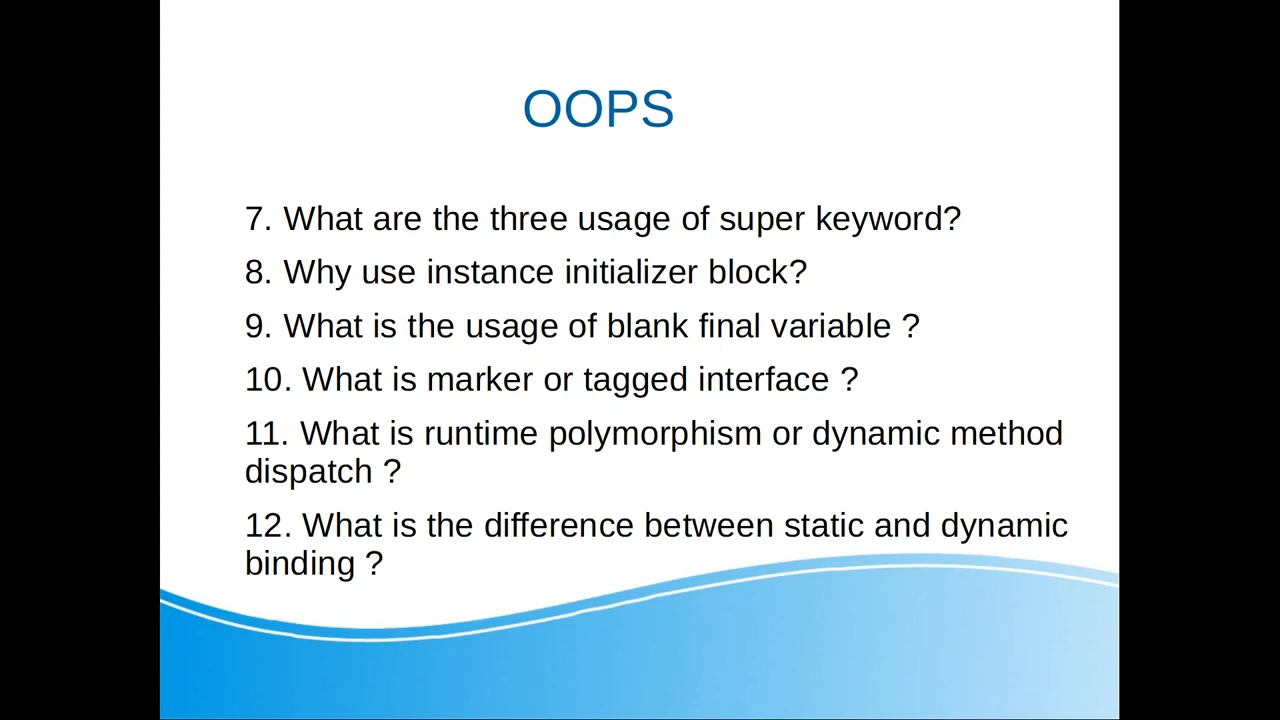 OOPS
7. What are the three usage of super keyword?
8. Why use instance initializer block?
9. What is the usage of blank final variable ?
10. What is marker or tagged interface ?
11. What is runtime polymorphism or dynamic method
dispatch ?
12. What is the difference between static and dynamic
binding ?